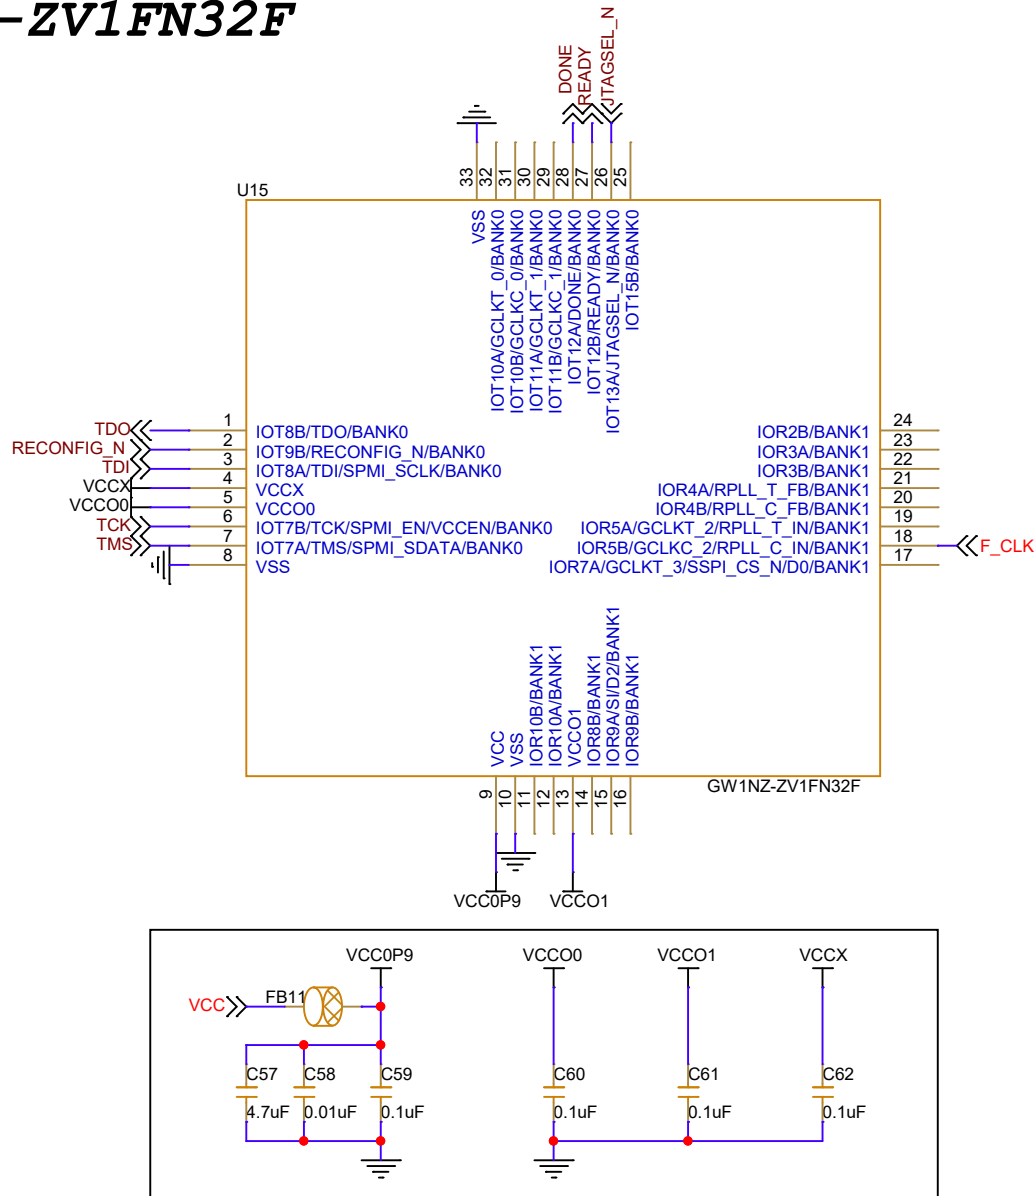 -ZV1FN32F
DONE
READY
JTAGSEL_N
33
32
31
30
29
28
27
26
25
U15
VSS
IOT10A/GCLKT_0/BANK0
IOT10B/GCLKC_0/BANK0
IOT11A/GCLKT_1/BANK0
IOT11B/GCLKC_1/BANK0
IOT12A/DONE/BANK0
IOT12B/READY/BANK0
IOT13A/JTAGSEL_N/BANK0
IOT15B/BANK0
TDO 1 IOT8B/TDO/BANK0
RECONFIG_N 2 IOT9B/RECONFIG_N/BANK0
TDI 3 IOT8A/TDI/SPMI_SCLK/BANK0
VCCX 4 VCCX
VCCO0 5 VCCO0
TCK 6 IOT7B/TCK/SPMI_EN/VCCEN/BANK0
TMS 7 IOT7A/TMS/SPMI_SDATA/BANK0
8 VSS
IOR2B/BANK1 24
IOR3A/BANK1 23
IOR3B/BANK1 22
IOR4A/RPLL_T_FB/BANK1 21
IOR4B/RPLL_C_FB/BANK1 20
IOR5A/GCLKT_2/RPLL_T_IN/BANK1 19
IOR5B/GCLKC_2/RPLL_C_IN/BANK1 18 F_CLK
IOR7A/GCLKT_3/SSPI_CS_N/D0/BANK1 17
VCC
VSS
IOR10B/BANK1
IOR10A/BANK1
VCCO1
IOR8B/BANK1
IOR9A/SI/D2/BANK1
IOR9B/BANK1
9
10
11
12
13
14
15
16
GW1NZ-ZV1FN32F
VCC0P9 VCCO1
VCC0P9 VCCO0 VCCO1 VCCX
VCC FB11
C57 C58 C59 C60 C61 C62
4.7uF 0.01uF 0.1uF 0.1uF 0.1uF 0.1uF